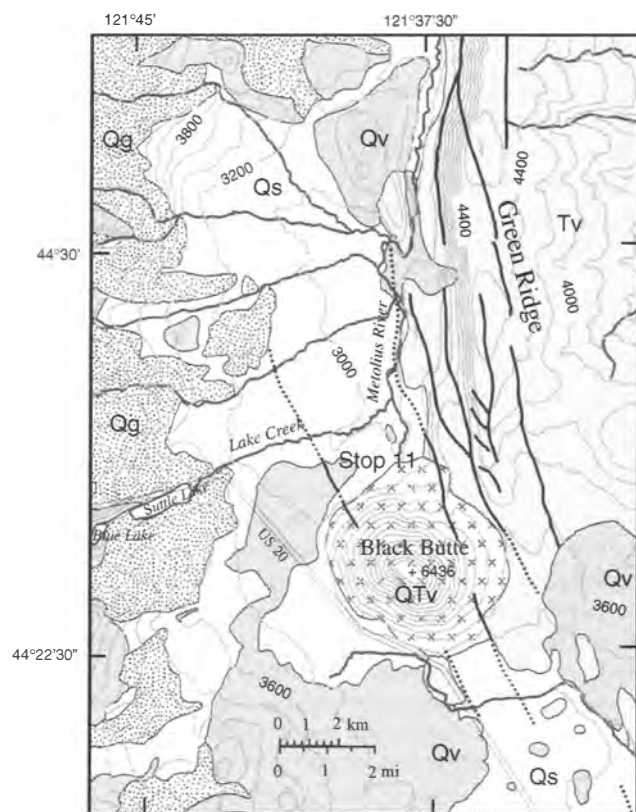 121°45'
121°37'30"
Qg
3800
3200
Qs
Qv
4400
4400
Green Ridge
Tv
4000
44°30'
Metolius River
3000
Qg
Lake Creek
Stop 11
Suttle Lake
Blue Lake
US 20
Black Butte
+ 6436
QTv
Qv
3600
44°22'30"
3600
0 1 2 km
0 1 2 mi
Qv
Qs